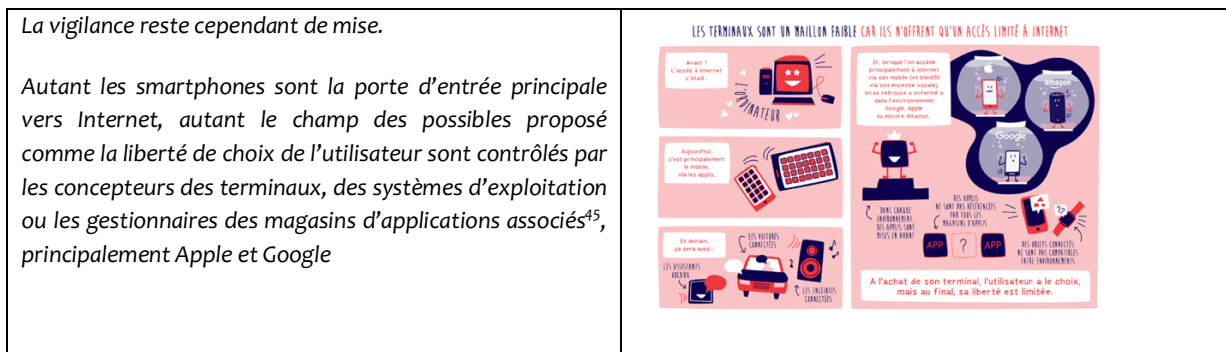 La vigilance reste cependant de mise.
Autant les smartphones sont la porte d'entrée principale
vers Internet, autant le champ des possibles proposé
comme la liberté de choix de l'utilisateur sont contrôlés par
les concepteurs des terminaux, des systèmes d'exploitation
ou les gestionnaires des magasins d'applications associés⁴⁵,
principalement Apple et Google
LES TERMINAUX SONT UN MAILLON FAIBLE CAR ILS N'OFFRENT QU'UN ACCÈS LIMITÉ À INTERNET
Avant ?
L'accès à internet
c'était :
L'ORDINATEUR
Aujourd'hui,
c'est principalement
le mobile,
via les applis.
Et demain,
ça sera aussi :
LES VOITURES
CONNECTÉES
LES ASSISTANTS
VOCAUX
LES ENCEINTES
CONNECTÉES
Or, lorsque l'on accède
principalement à internet
via son mobile (et bientôt
via son enceinte vocale),
on se retrouve « enfermé »
dans l'environnement
Google, Apple
ou encore Amazon.
amazon
Google
DANS CHAQUE
ENVIRONNEMENT,
DES APPLIS SONT
MISES EN AVANT
DES APPLIS
NE SONT PAS RÉFÉRENCÉES
PAR TOUS LES
MAGASINS D'APPLIS
APP ? APP
??
DES OBJETS CONNECTÉS
NE SONT PAS COMPATIBLES
ENTRE ENVIRONNEMENTS
A l'achat de son terminal, l'utilisateur a le choix,
mais au final, sa liberté est limitée.